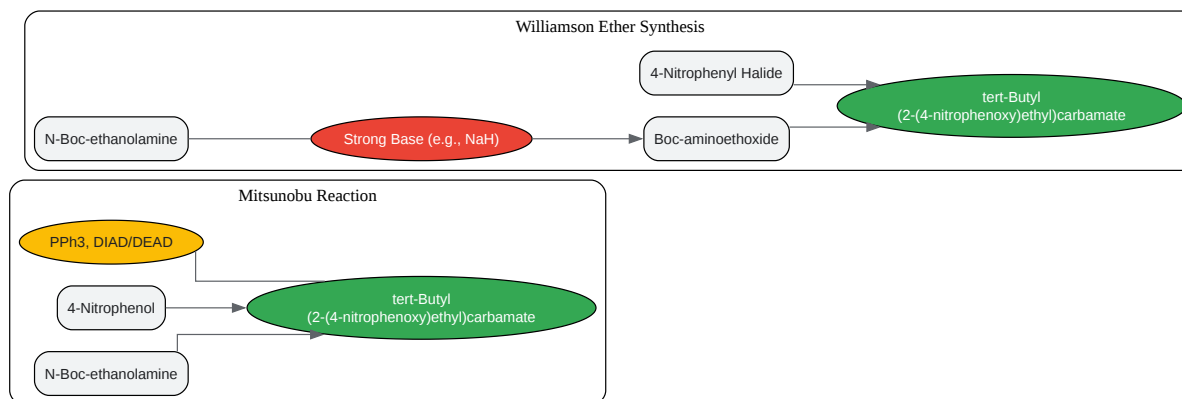 Williamson Ether Synthesis
4-Nitrophenyl Halide
tert-Butyl
(2-(4-nitrophenoxy)ethyl)carbamate
N-Boc-ethanolamine
Strong Base (e.g., NaH)
Boc-aminoethoxide
Mitsunobu Reaction
PPh3, DIAD/DEAD
4-Nitrophenol
tert-Butyl
(2-(4-nitrophenoxy)ethyl)carbamate
N-Boc-ethanolamine